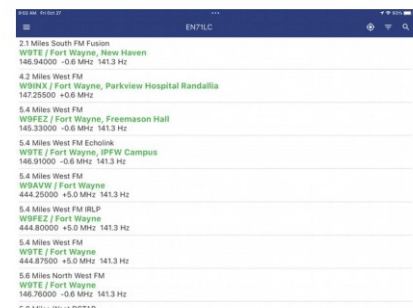 9:02 AM Fri Oct 27
93%
EN71LC
2.1 Miles South FM Fusion
W9TE / Fort Wayne, New Haven
146.94000 -0.6 MHz 141.3 Hz
4.2 Miles West FM
W9INX / Fort Wayne, Parkview Hospital Randallia
147.25500 +0.6 MHz
5.4 Miles West FM
W9FEZ / Fort Wayne, Freemason Hall
145.33000 -0.6 MHz 141.3 Hz
5.4 Miles West FM Echolink
W9TE / Fort Wayne, IPFW Campus
146.91000 -0.6 MHz 141.3 Hz
5.4 Miles West FM
W9AVW / Fort Wayne
444.25000 +5.0 MHz 141.3 Hz
5.4 Miles West FM IRLP
W9FEZ / Fort Wayne
444.80000 +5.0 MHz 141.3 Hz
5.4 Miles West FM
W9TE / Fort Wayne
444.87500 +5.0 MHz 141.3 Hz
5.6 Miles North West FM
W9TE / Fort Wayne
146.76000 -0.6 MHz 141.3 Hz